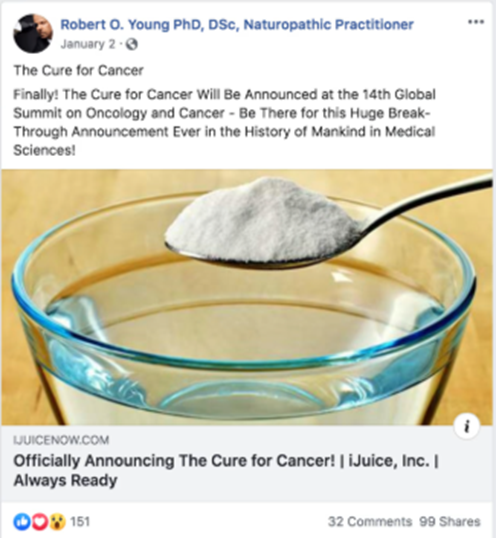 Robert O. Young PhD, DSc, Naturopathic Practitioner
January 2 ·
The Cure for Cancer
Finally! The Cure for Cancer Will Be Announced at the 14th Global
Summit on Oncology and Cancer - Be There for this Huge Break-
Through Announcement Ever in the History of Mankind in Medical
Sciences!
i
IJUICENOW.COM
Officially Announcing The Cure for Cancer! | iJuice, Inc. |
Always Ready
151
32 Comments 99 Shares